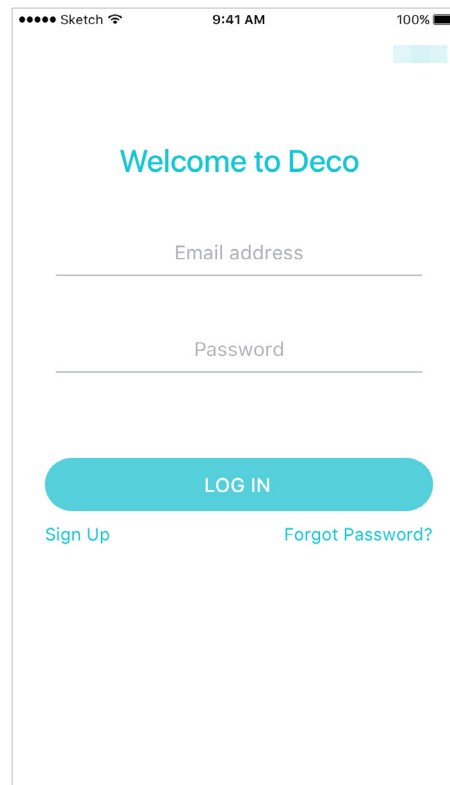 Sketch 9:41 AM 100%
Welcome to Deco
Email address
Password
LOG IN
Sign Up Forgot Password?